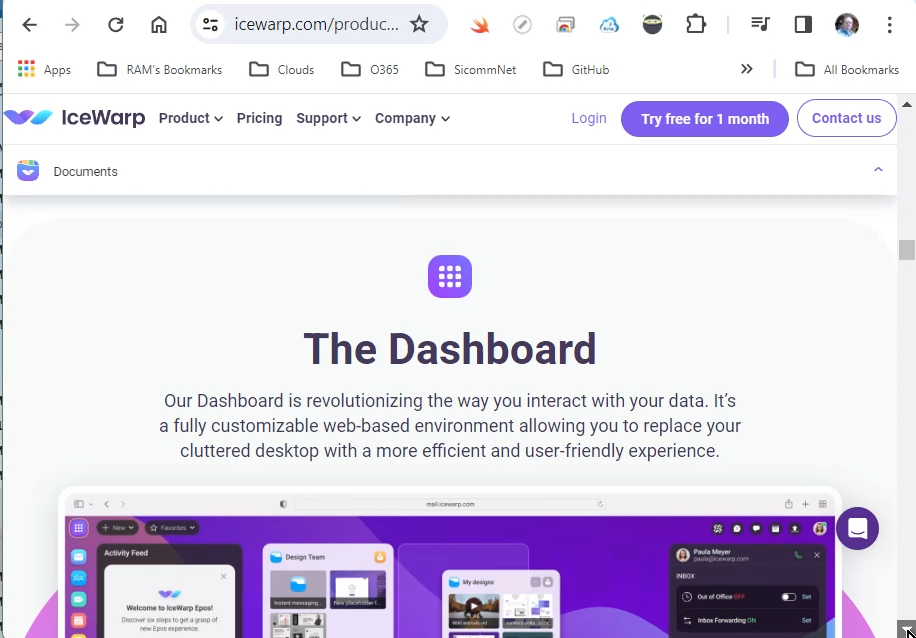 icewarp.com/produc...
Apps RAM's Bookmarks Clouds O365 SicommNet GitHub All Bookmarks
IceWarp Product Pricing Support Company Login Try free for 1 month Contact us
Documents
The Dashboard
Our Dashboard is revolutionizing the way you interact with your data. It's
a fully customizable web-based environment allowing you to replace your
cluttered desktop with a more efficient and user-friendly experience.
mail.icewarp.com
New Favorites
Activity Feed
Welcome to IceWarp Epos!
Discover six steps to get a grasp of
new Epos experience.
Design Team
Instant messaging...
New placeholder f...
My designs
Paula Meyer
paula@icewarp.com
INBOX
Out of Office OFF Set
Inbox Forwarding ON Set